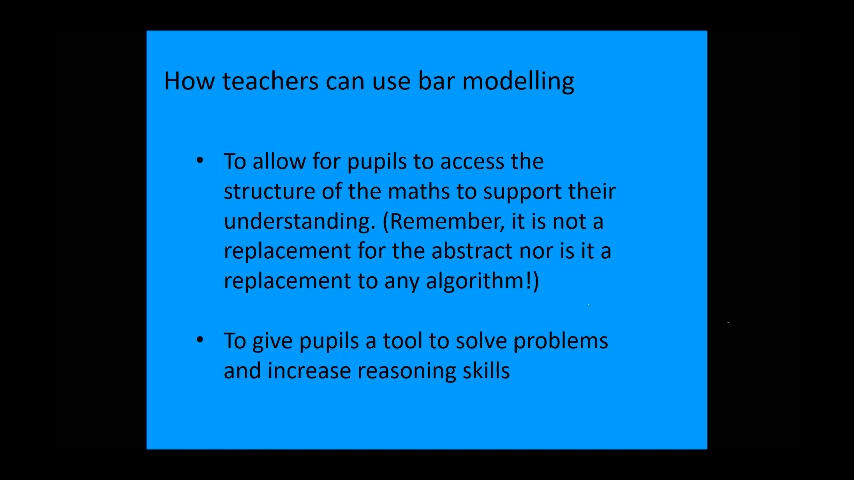 How teachers can use bar modelling
• To allow for pupils to access the
structure of the maths to support their
understanding. (Remember, it is not a
replacement for the abstract nor is it a
replacement to any algorithm!)
• To give pupils a tool to solve problems
and increase reasoning skills